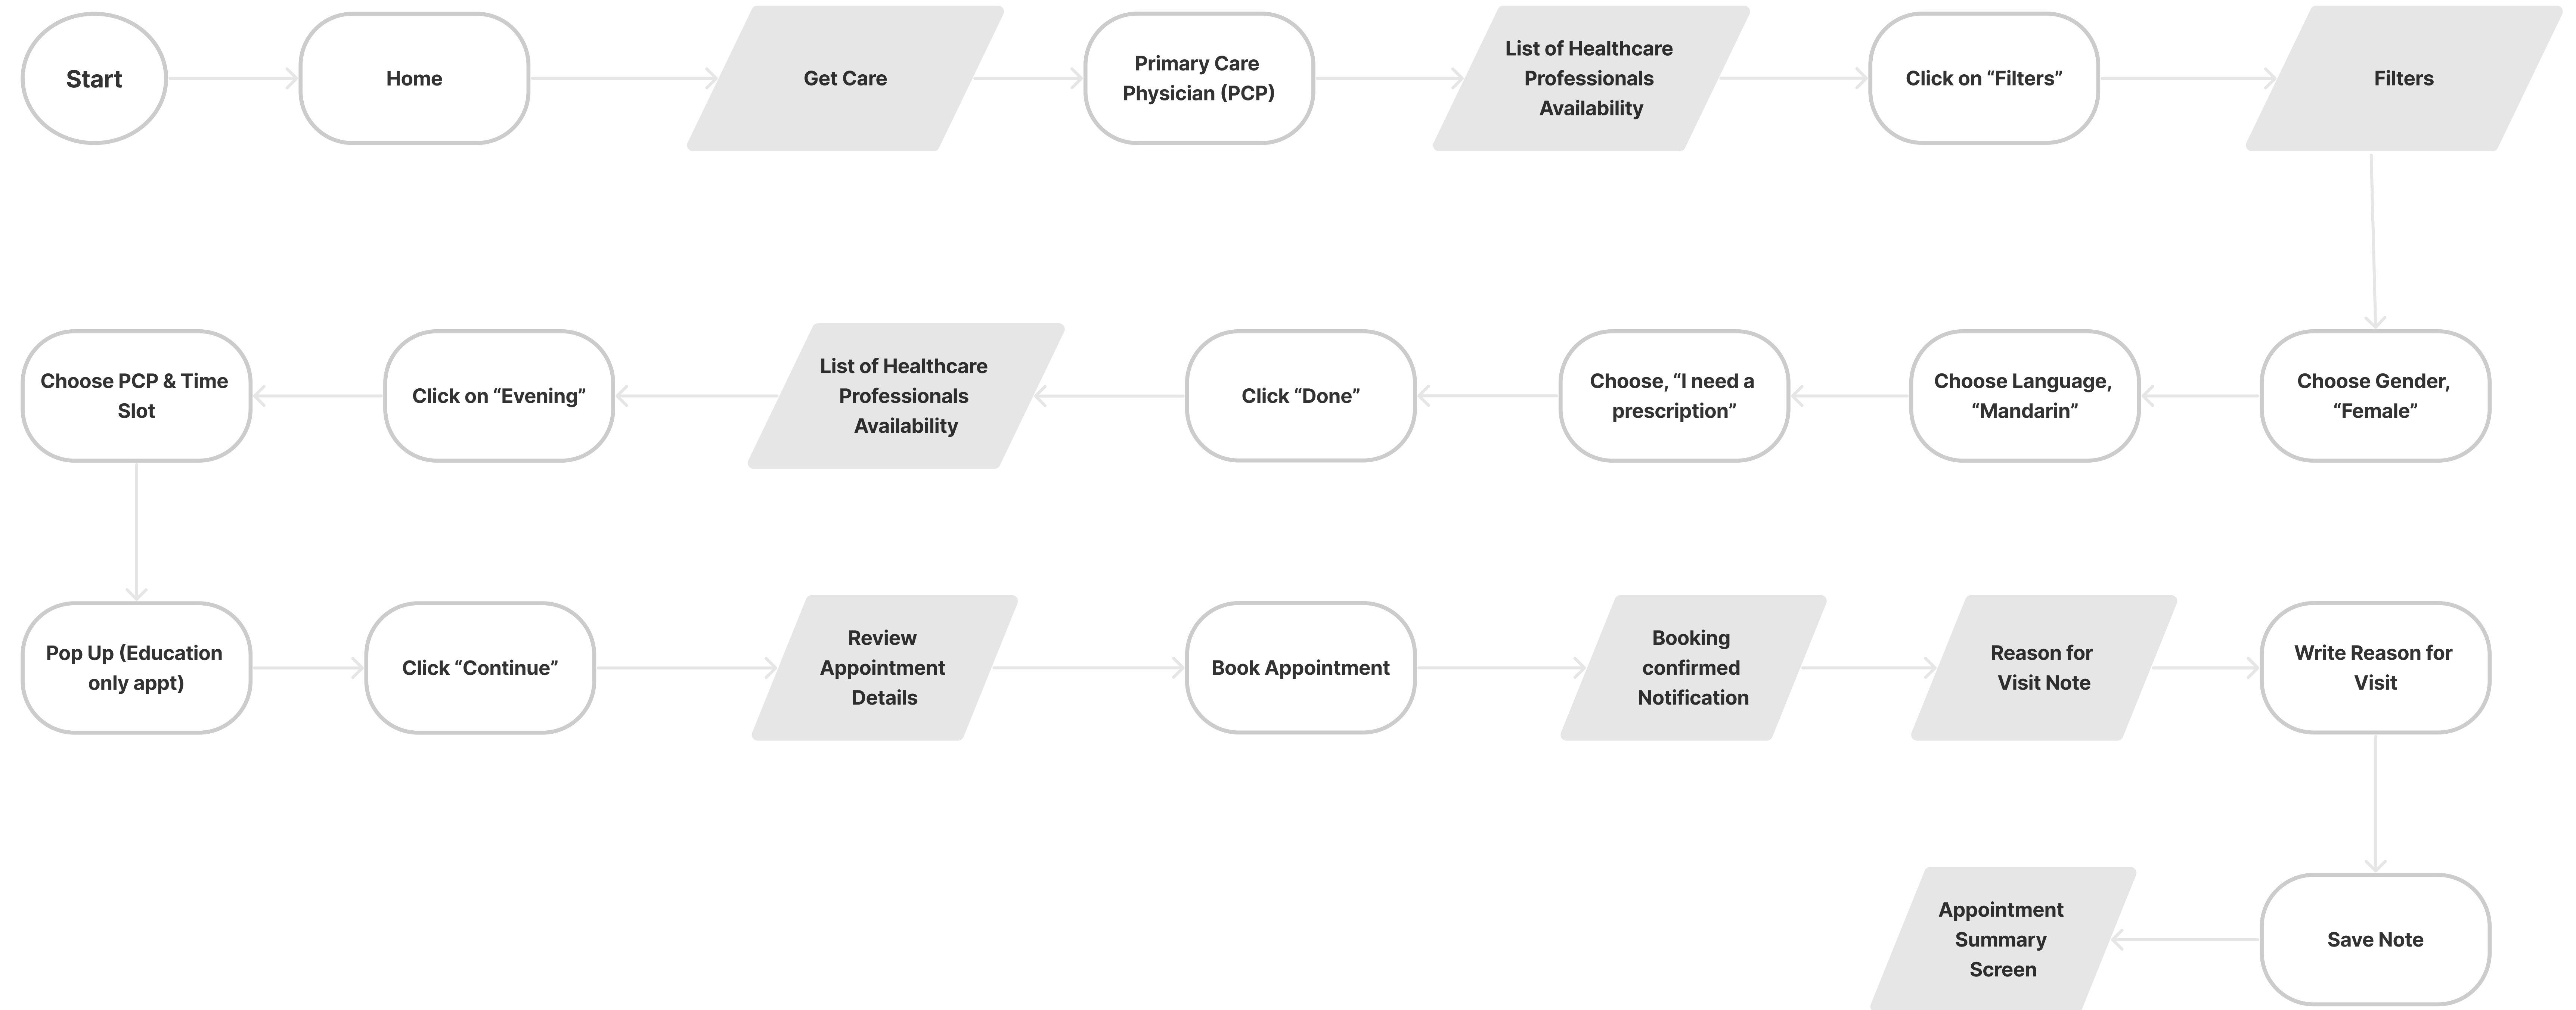 Start
Home
Get Care
Primary Care
Physician (PCP)
List of Healthcare
Professionals
Availability
Click on “Filters”
Filters
Choose Gender,
“Female”
Choose Language,
“Mandarin”
Choose, “I need a
prescription”
Click “Done”
List of Healthcare
Professionals
Availability
Click on “Evening”
Choose PCP & Time
Slot
Pop Up (Education
only appt)
Click “Continue”
Review
Appointment
Details
Book Appointment
Booking
confirmed
Notification
Reason for
Visit Note
Write Reason for
Visit
Save Note
Appointment
Summary
Screen